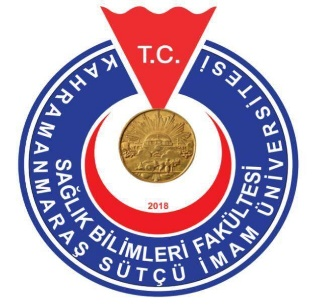 T.C.
KAHRAMANMARAŞ SÜTÇÜ İMAM ÜNİVERSİTESİ
SAĞLIK BİLİMLERİ FAKÜLTESİ
2018